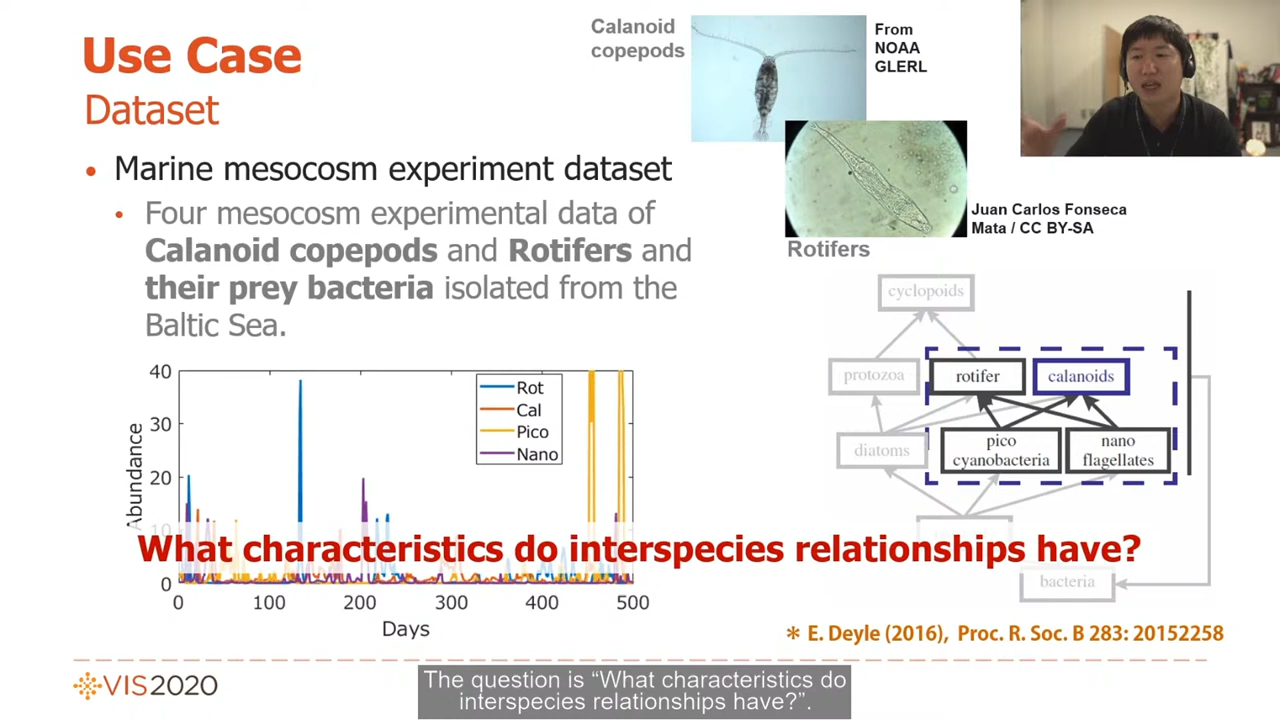 Use Case
Dataset
Calanoid
copepods
From
NOAA
GLERL
Juan Carlos Fonseca
Mata / CC BY-SA
Rotifers
• Marine mesocosm experiment dataset
• Four mesocosm experimental data of
Calanoid copepods and Rotifers and
their prey bacteria isolated from the
Baltic Sea.
40
30
20
10
0
Abundance
Rot
Cal
Pico
Nano
0 100 200 300 400 500
Days
cyclopoids
protozoa
rotifer
calanoids
diatoms
pico
cyanobacteria
nano
flagellates
bacteria
What characteristics do interspecies relationships have?
* E. Deyle (2016), Proc. R. Soc. B 283: 20152258
VIS2020
The question is “What characteristics do
interspecies relationships have?”.